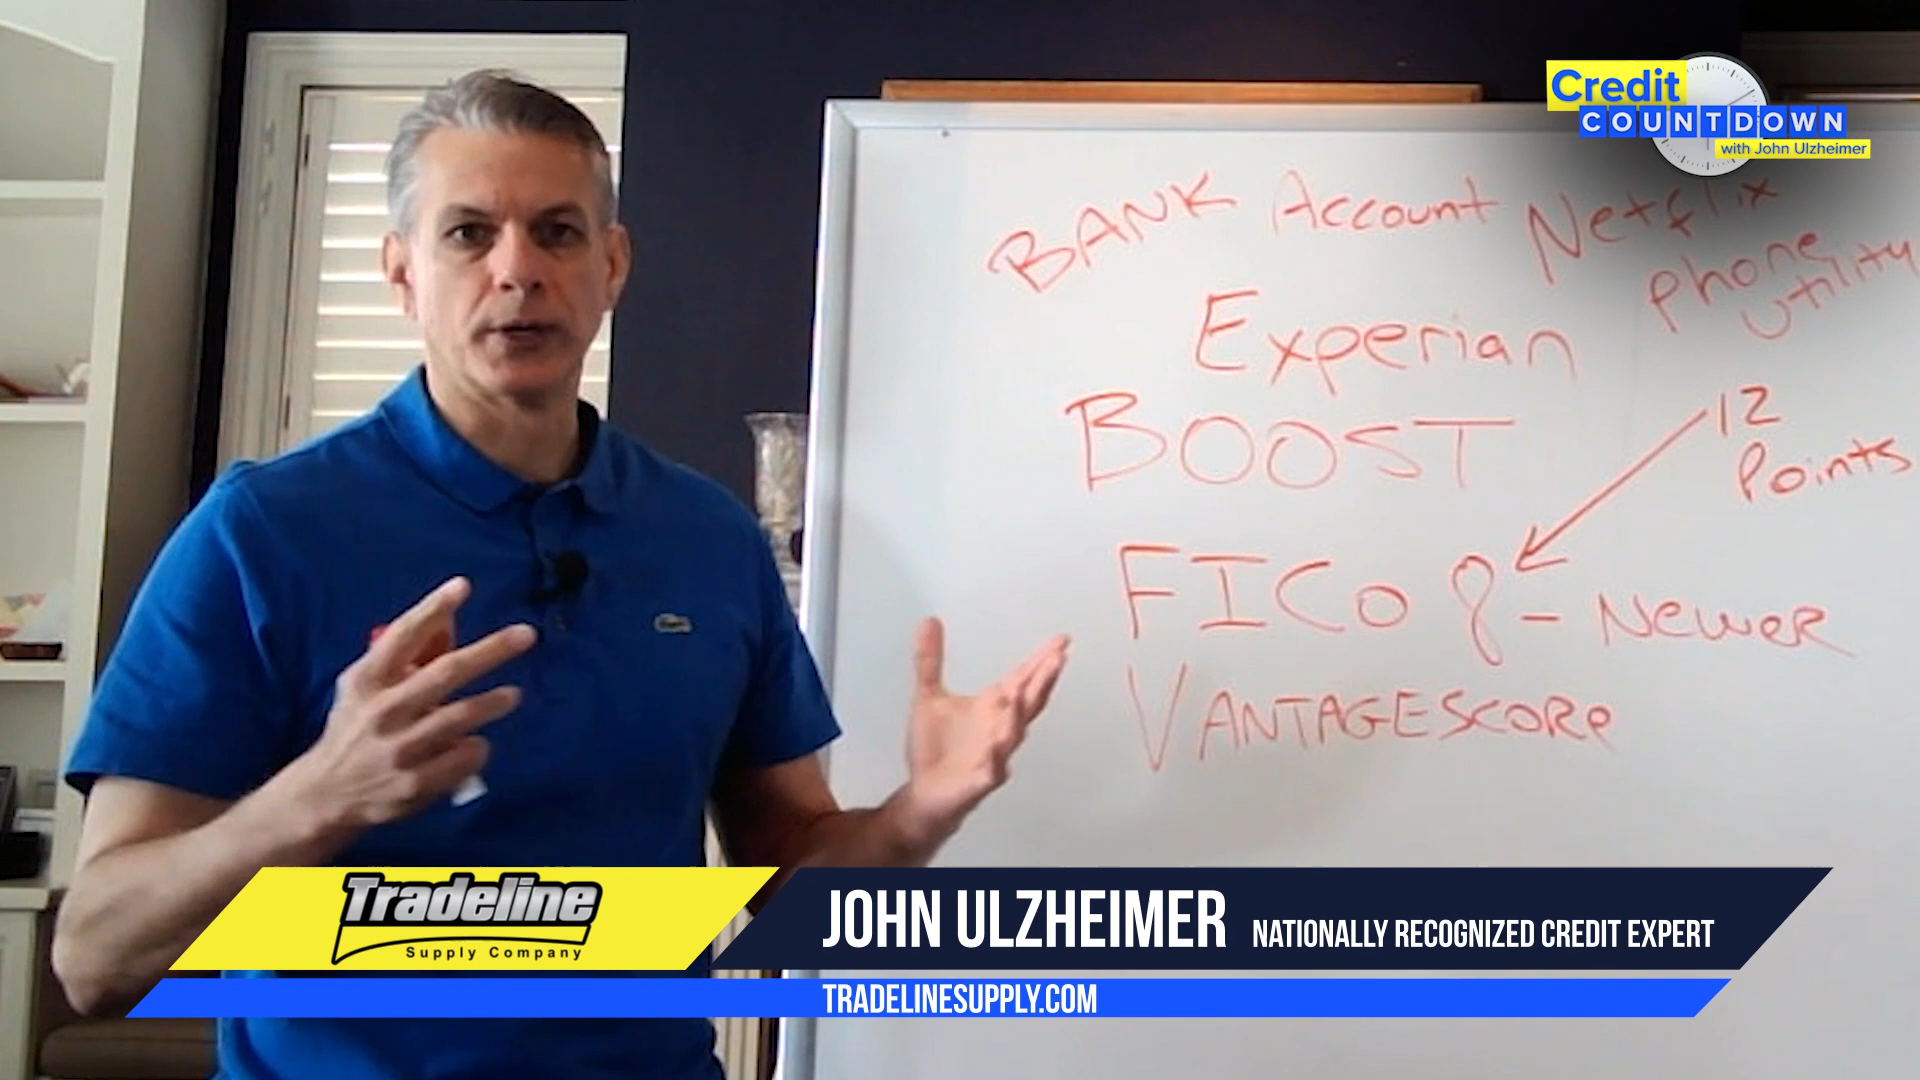 Credit
COUNTDOWN
with John Ulzheimer
BANK Account Netflix
phone
utility
Experian
BOOST
12
Points
FICO 8 - Newer
VANTAGESCORe
Tradeline
Supply Company
JOHN ULZHEIMER NATIONALLY RECOGNIZED CREDIT EXPERT
TRADELINESUPPLY.COM